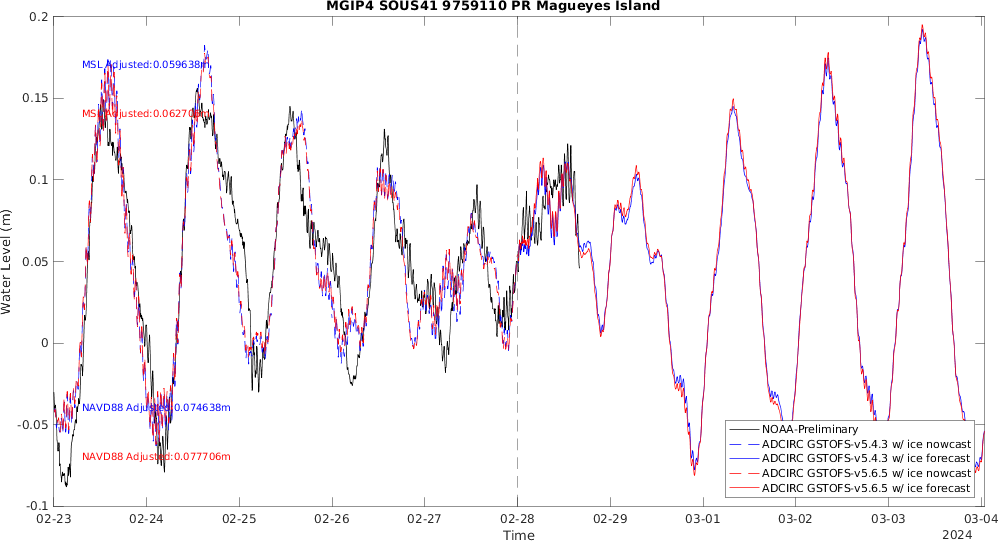 MGIP4 SOUS41 9759110 PR Magueyes Island
0.2
0.15
0.1
0.05
0
-0.05
-0.1
Water Level (m)
MSL Adjusted:0.059638m
MSL Adjusted:0.062706m
NAVD88 Adjusted:0.074638m
NAVD88 Adjusted:0.077706m
NOAA-Preliminary
ADCIRC GSTOFS-v5.4.3 w/ ice nowcast
ADCIRC GSTOFS-v5.4.3 w/ ice forecast
ADCIRC GSTOFS-v5.6.5 w/ ice nowcast
ADCIRC GSTOFS-v5.6.5 w/ ice forecast
02-23 02-24 02-25 02-26 02-27 02-28 02-29 03-01 03-02 03-03 03-04
Time
2024